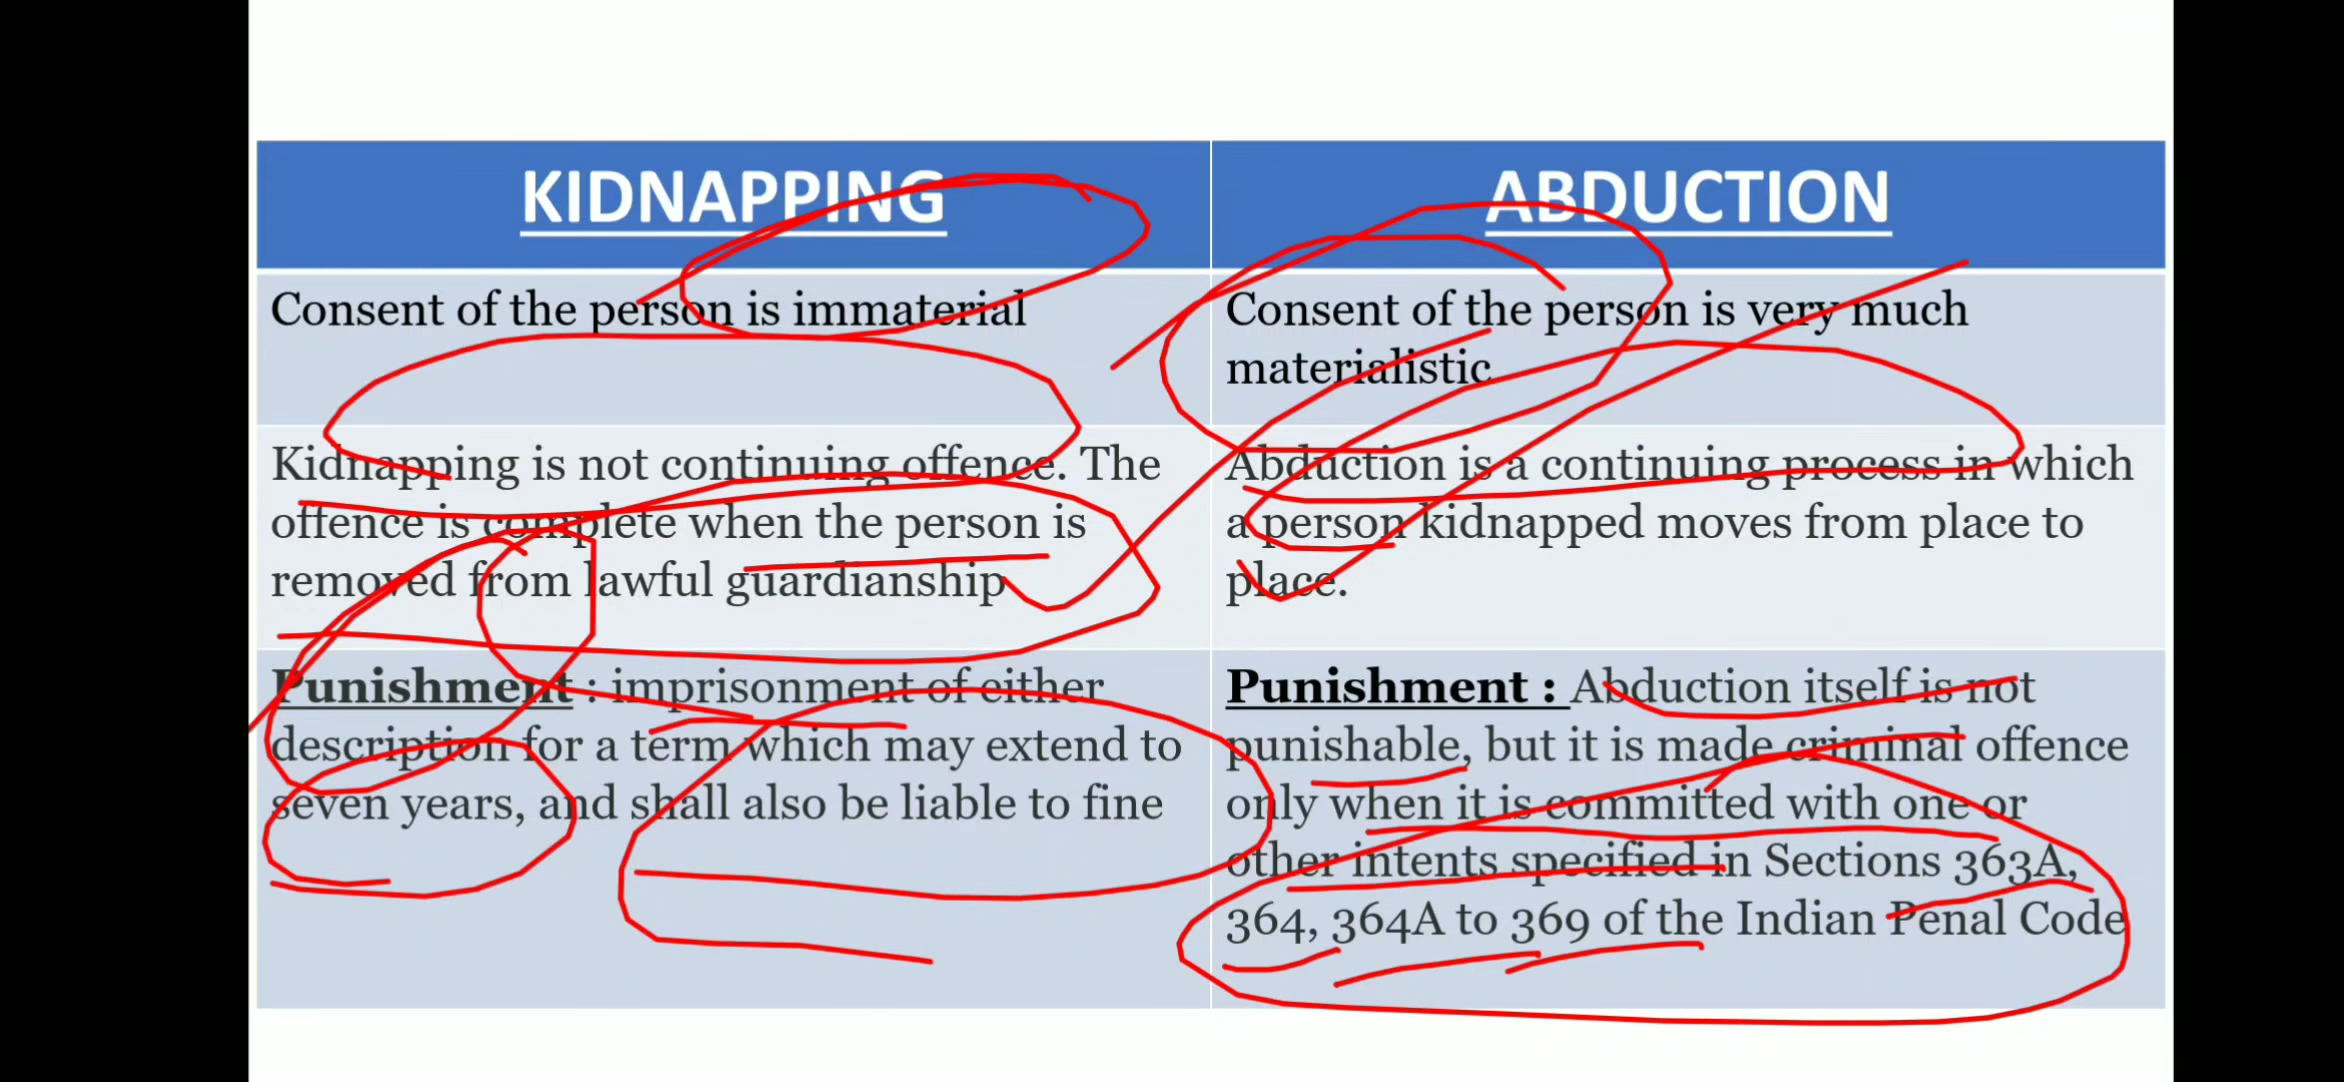 KIDNAPPING
ABDUCTION
Consent of the person is immaterial
Consent of the person is very much
materialistic
Kidnapping is not continuing offence. The
offence is complete when the person is
removed from lawful guardianship
Abduction is a continuing process in which
a person kidnapped moves from place to
place.
Punishment : imprisonment of either
description for a term which may extend to
seven years, and shall also be liable to fine
Punishment : Abduction itself is not
punishable, but it is made criminal offence
only when it is committed with one or
other intents specified in Sections 363A,
364, 364A to 369 of the Indian Penal Code